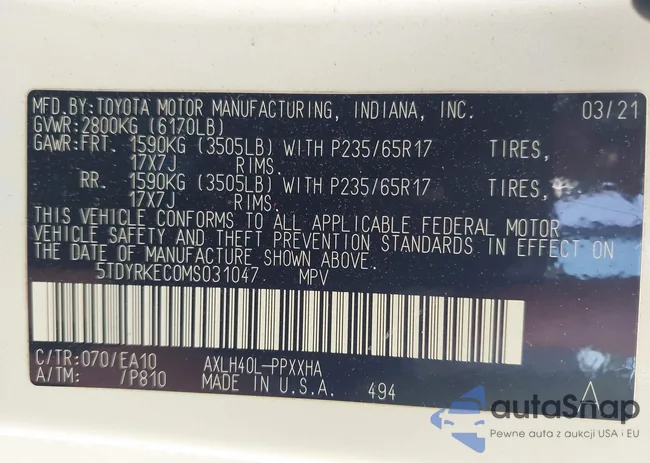 MFD.BY:TOYOTA MOTOR MANUFACTURING, INDIANA, INC. 03/21
GVWR:2800KG (6170LB)
GAWR:FRT. 1590KG (3505LB) WITH P235/65R17 TIRES,
17X7J RIMS.
RR. 1590KG (3505LB) WITH P235/65R17 TIRES,
17X7J RIMS.
THIS VEHICLE CONFORMS TO ALL APPLICABLE FEDERAL MOTOR
VEHICLE SAFETY AND THEFT PREVENTION STANDARDS IN EFFECT ON
THE DATE OF MANUFACTURE SHOWN ABOVE.
5TDYRKEC0MS031047 MPV
C/TR:070/EA10 AXLH40L-PPXXHA
A/TM: /P810 MADE IN U.S.A. 494 A
autaSnap
Pewne auta z aukcji USA i EU